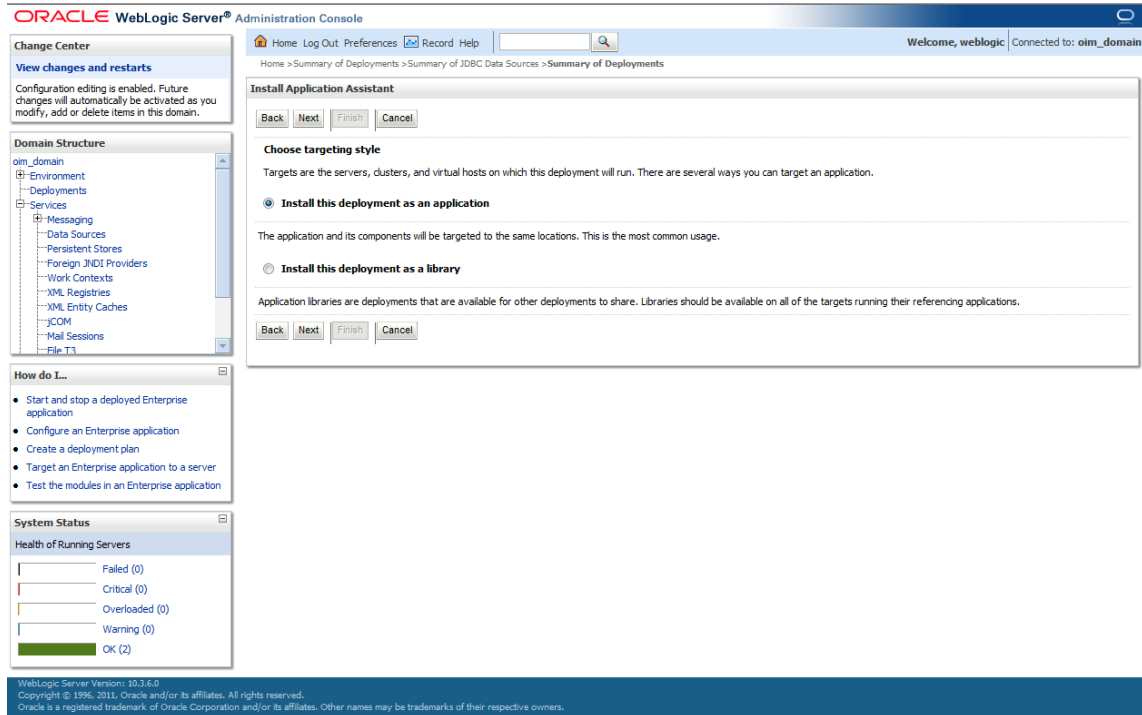 ORACLE WebLogic Server® Administration Console
Change Center
View changes and restarts
Configuration editing is enabled. Future
changes will automatically be activated as you
modify, add or delete items in this domain.
Domain Structure
oim_domain
Environment
Deployments
Services
Messaging
Data Sources
Persistent Stores
Foreign JNDI Providers
Work Contexts
XML Registries
XML Entity Caches
jCOM
Mail Sessions
File T3
How do I...
Start and stop a deployed Enterprise
application
Configure an Enterprise application
Create a deployment plan
Target an Enterprise application to a server
Test the modules in an Enterprise application
System Status
Health of Running Servers
Failed (0)
Critical (0)
Overloaded (0)
Warning (0)
OK (2)
Home Log Out Preferences Record Help
Welcome, weblogic Connected to: oim_domain
Home >Summary of Deployments >Summary of JDBC Data Sources >Summary of Deployments
Install Application Assistant
Back Next Finish Cancel
Choose targeting style
Targets are the servers, clusters, and virtual hosts on which this deployment will run. There are several ways you can target an application.
Install this deployment as an application
The application and its components will be targeted to the same locations. This is the most common usage.
Install this deployment as a library
Application libraries are deployments that are available for other deployments to share. Libraries should be available on all of the targets running their referencing applications.
Back Next Finish Cancel
WebLogic Server Version: 10.3.6.0
Copyright © 1996, 2011, Oracle and/or its affiliates. All rights reserved.
Oracle is a registered trademark of Oracle Corporation and/or its affiliates. Other names may be trademarks of their respective owners.